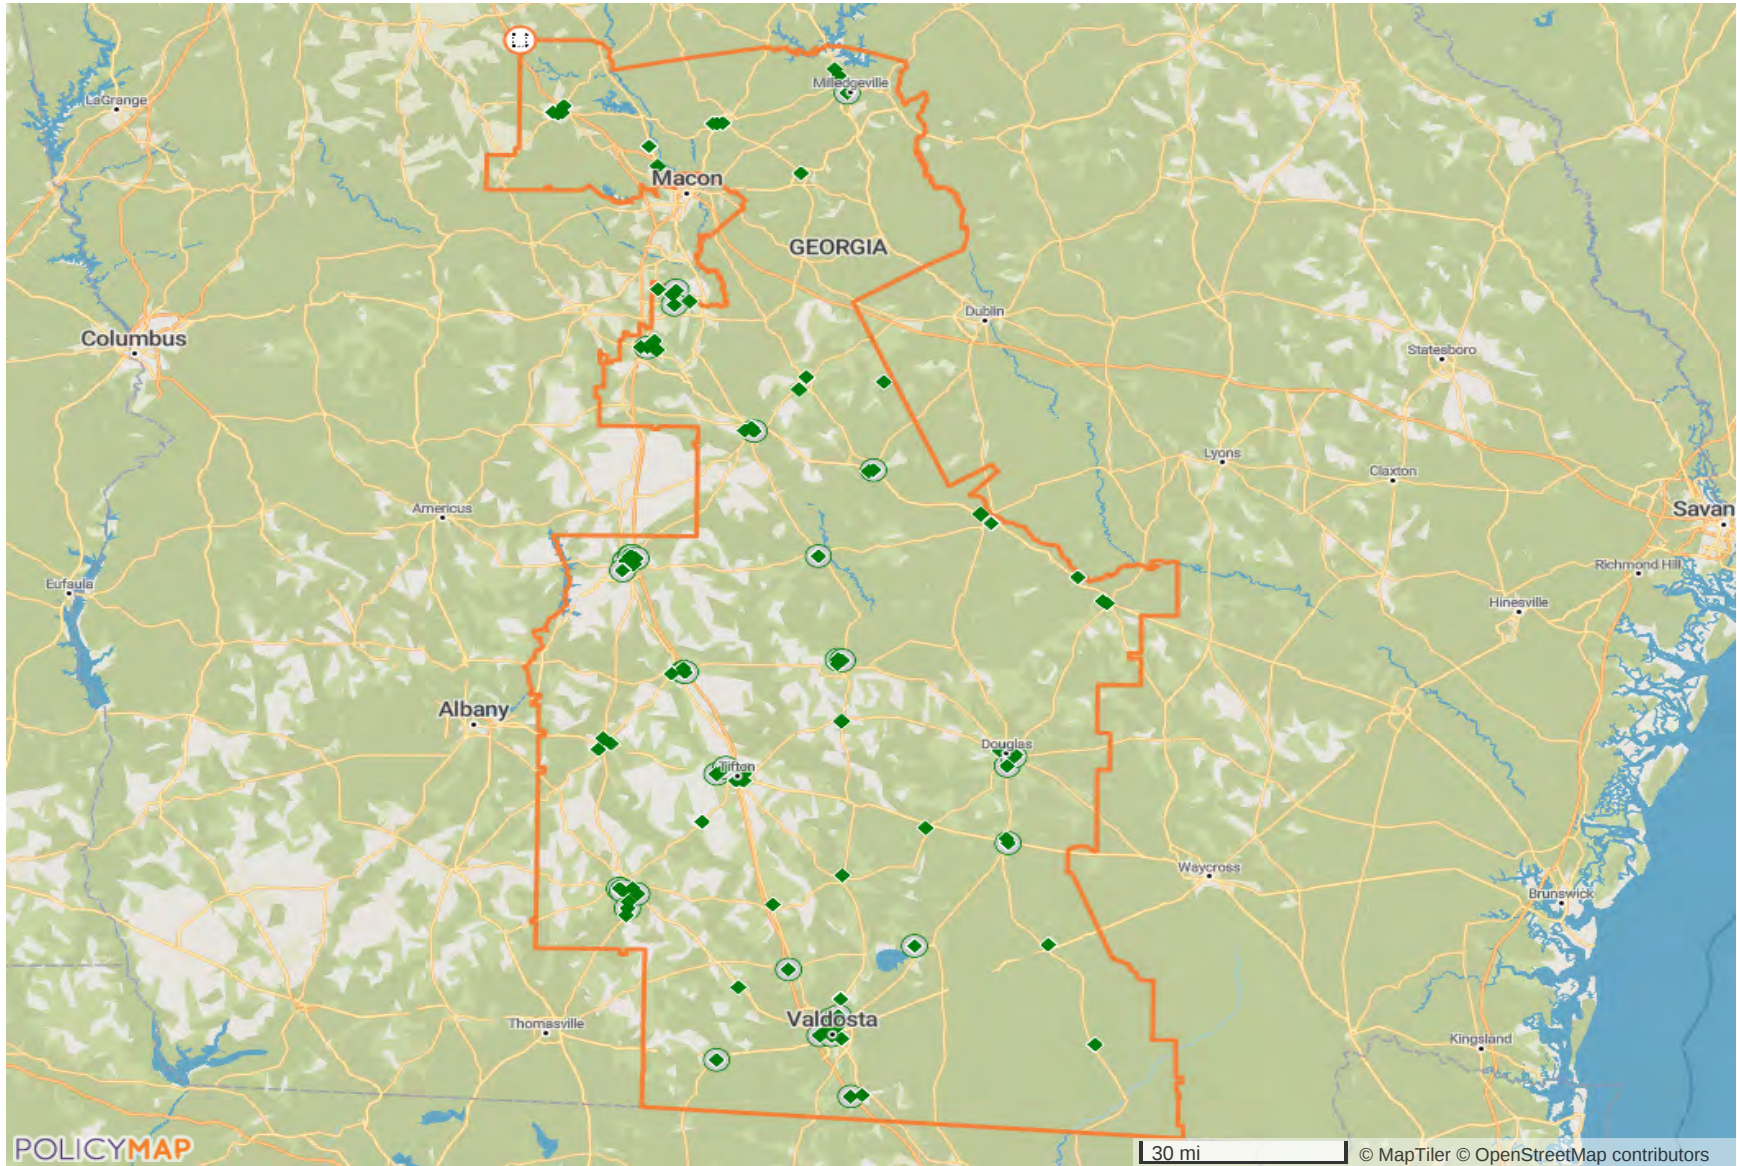 Milledgeville
LaGrange
Macon
GEORGIA
Dublin
Columbus
Statesboro
Lyons
Claxton
Americus
Savan
Richmond Hill
Eufaula
Hinesville
Albany
Douglas
Tifton
Waycross
Brunswick
Valdosta
Thomasville
Kingsland
POLICYMAP
30 mi
© MapTiler © OpenStreetMap contributors